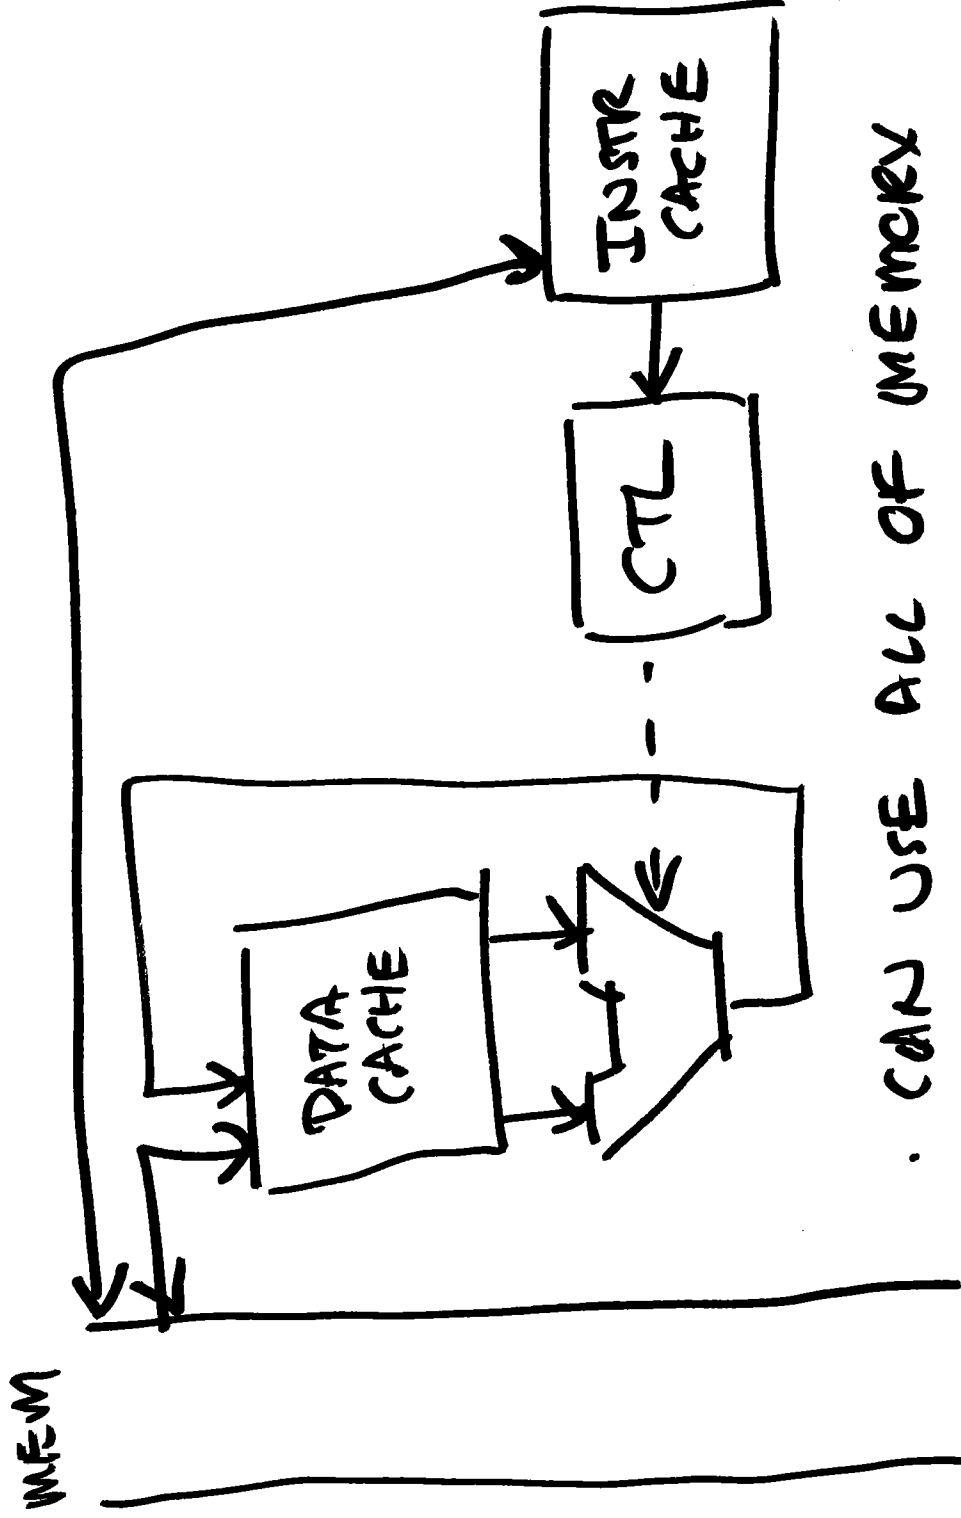 MEM
DATA
CACHE
CTL
INSTR
CACHE
. CAN USE ALL OF MEMORY